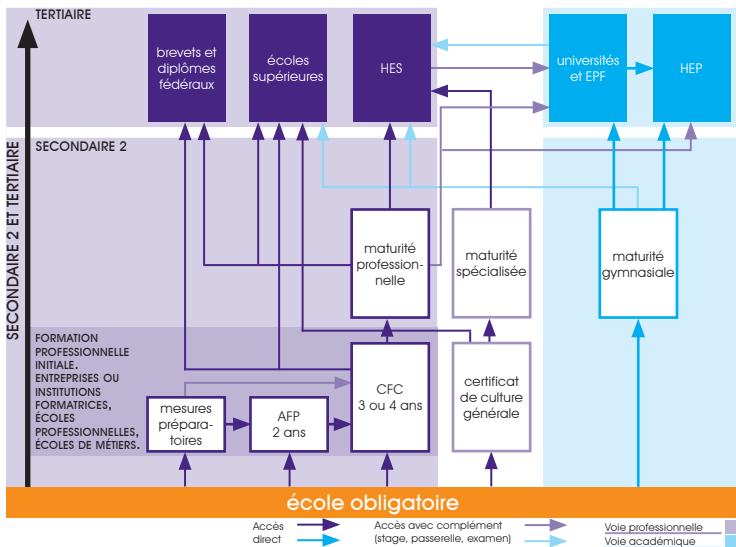 TERTIAIRE
brevets et
diplômes
fédéraux
écoles
supérieures
HES
universités
et EPF
HEP
SECONDAIRE 2 ET TERTIAIRE
SECONDAIRE 2
maturité
profession-
nelle
maturité
spécialisée
maturité
gymnasiale
FORMATION
PROFESSIONNELLE
INITIALE.
ENTREPRISES OU
INSTITUTIONS
FORMATRICES,
ÉCOLES
PROFESSIONNELLES,
ÉCOLES DE MÉTIERS.
mesures
prépara-
toires
AFP
2 ans
CFC
3 ou 4 ans
certificat
de culture
générale
école obligatoire
Accès
direct
Accès avec complément
(stage, passerelle, examen)
Voie professionnelle
Voie académique